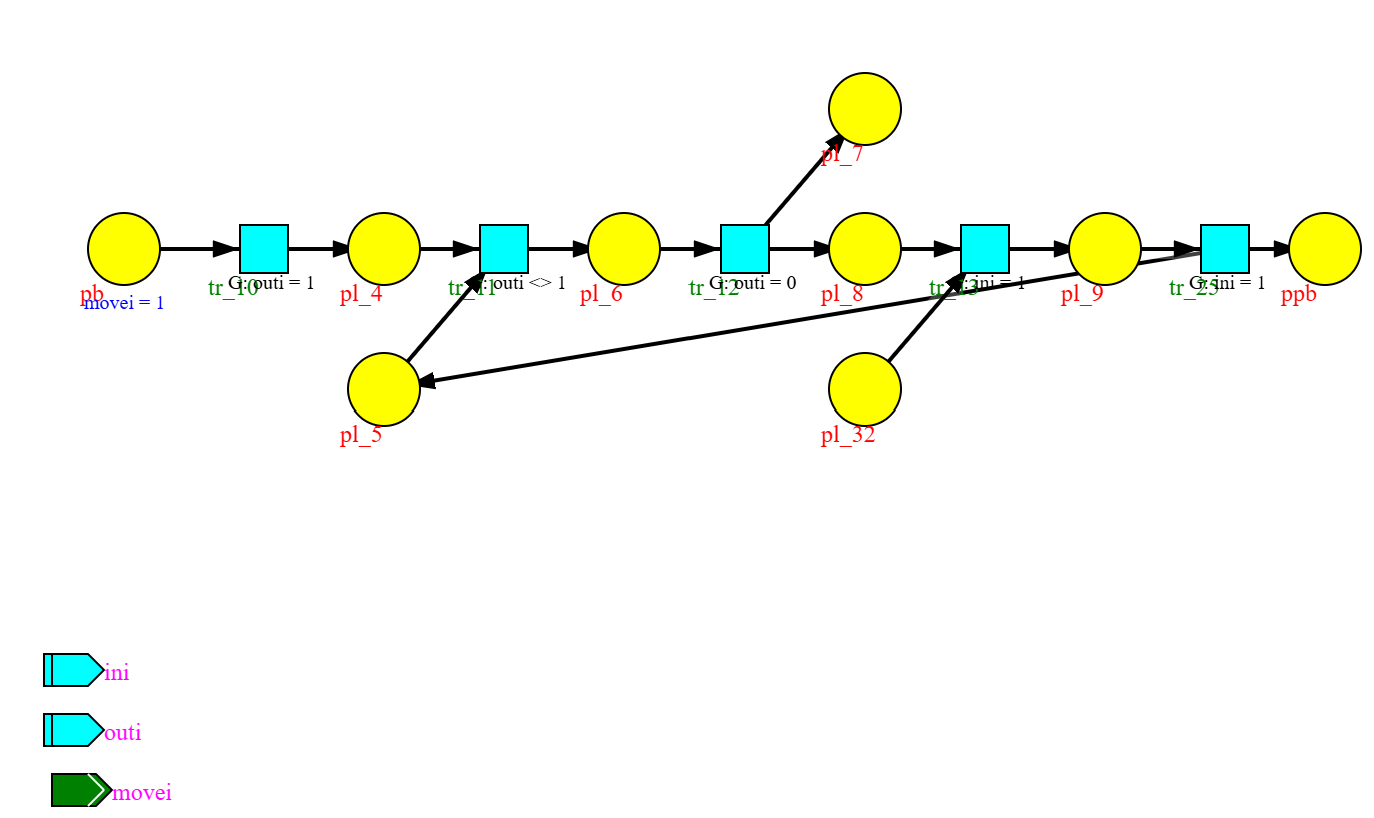 pl_7
pb
movei = 1
tr_10
G: outi = 1
pl_4
tr_11
G: outi <> 1
pl_6
tr_12
G: outi = 0
pl_8
tr_13
G: ini = 1
pl_9
tr_25
G: ini = 1
ppb
pl_5
pl_32
ini
outi
movei